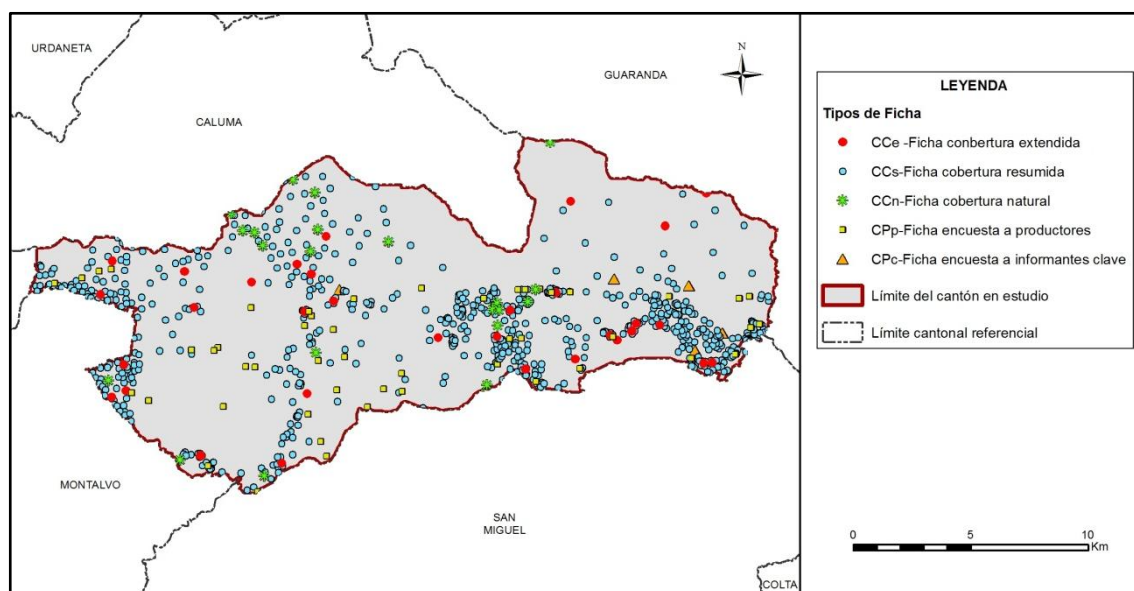 URDANETA
N
GUARANDA
CALUMA
MONTALVO
SAN
MIGUEL
COLTA
LEYENDA
Tipos de Ficha
CCe -Ficha conbertura extendida
CCs-Ficha cobertura resumida
CCn-Ficha cobertura natural
CPp-Ficha encuesta a productores
CPc-Ficha encuesta a informantes clave
Límite del cantón en estudio
Límite cantonal referencial
0 5 10
Km